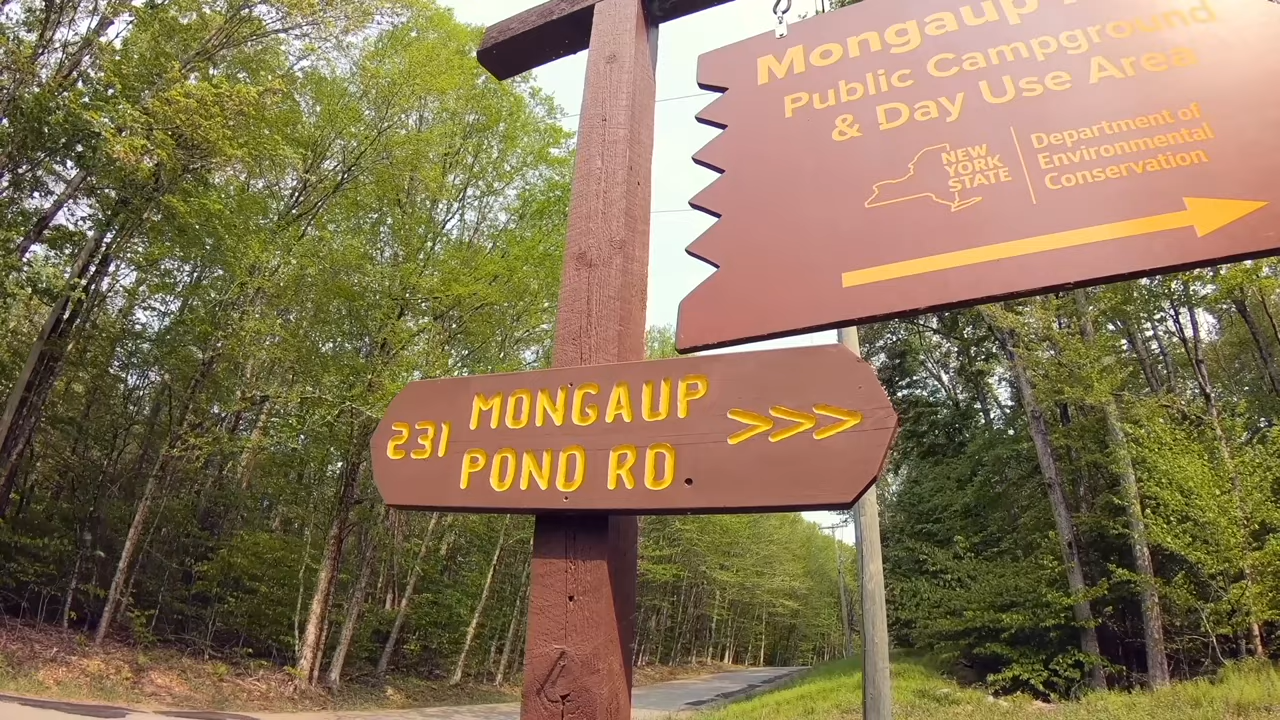 Mongaup
Public Campground
& Day Use Area
NEW
YORK
STATE
Department of
Environmental
Conservation
231
MONGAUP
POND RD.
>>>